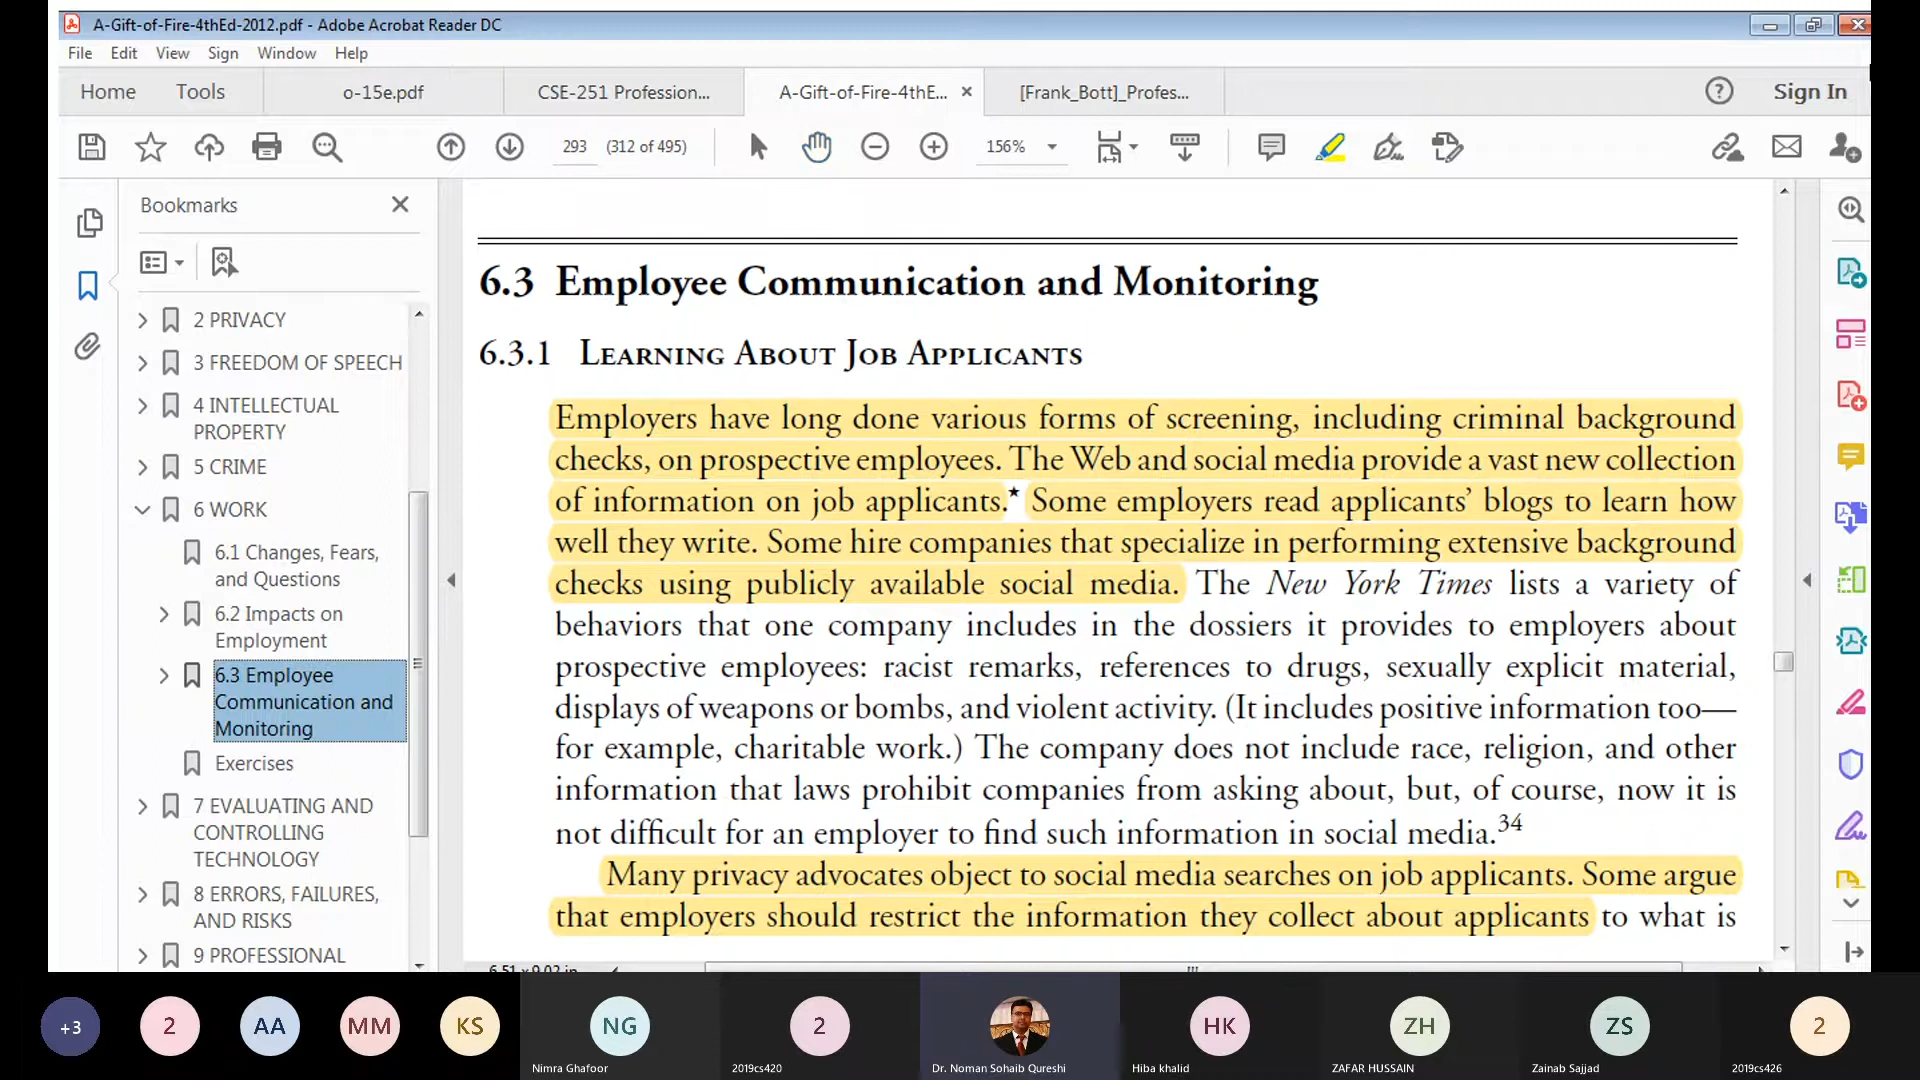 A-Gift-of-Fire-4thEd-2012.pdf - Adobe Acrobat Reader DC
File Edit View Sign Window Help
Home Tools o-15e.pdf CSE-251 Profession... A-Gift-of-Fire-4thE... × [Frank_Bott]_Profes... Sign In
293 (312 of 495) 156%
Bookmarks
2 PRIVACY
3 FREEDOM OF SPEECH
4 INTELLECTUAL
PROPERTY
5 CRIME
6 WORK
6.1 Changes, Fears,
and Questions
6.2 Impacts on
Employment
6.3 Employee
Communication and
Monitoring
Exercises
7 EVALUATING AND
CONTROLLING
TECHNOLOGY
8 ERRORS, FAILURES,
AND RISKS
9 PROFESSIONAL
6.3 Employee Communication and Monitoring
6.3.1 Learning About Job Applicants
Employers have long done various forms of screening, including criminal background
checks, on prospective employees. The Web and social media provide a vast new collection
of information on job applicants.* Some employers read applicants’ blogs to learn how
well they write. Some hire companies that specialize in performing extensive background
checks using publicly available social media. The New York Times lists a variety of
behaviors that one company includes in the dossiers it provides to employers about
prospective employees: racist remarks, references to drugs, sexually explicit material,
displays of weapons or bombs, and violent activity. (It includes positive information too—
for example, charitable work.) The company does not include race, religion, and other
information that laws prohibit companies from asking about, but, of course, now it is
not difficult for an employer to find such information in social media.34
Many privacy advocates object to social media searches on job applicants. Some argue
that employers should restrict the information they collect about applicants to what is
6.51 x 9.02 in
+3 2 AA MM KS NG 2 HK ZH ZS 2
Nimra Ghafoor 2019cs420 Dr. Noman Sohaib Qureshi Hiba khalid ZAFAR HUSSAIN Zainab Sajjad 2019cs426